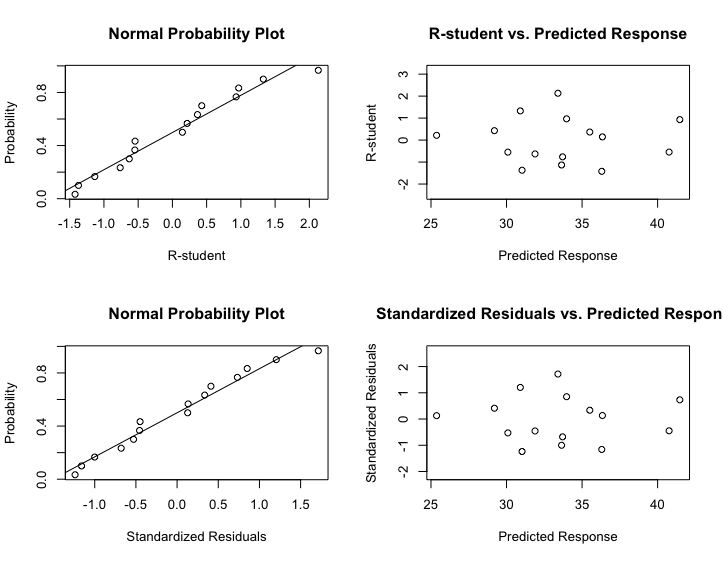 Normal Probability Plot
Probability
0.0 0.4 0.8
-1.5 -1.0 -0.5 0.0 0.5 1.0 1.5 2.0
R-student
R-student vs. Predicted Response
R-student
-2 0 1 2 3
25 30 35 40
Predicted Response
Normal Probability Plot
Probability
0.0 0.4 0.8
-1.0 -0.5 0.0 0.5 1.0 1.5
Standardized Residuals
Standardized Residuals vs. Predicted Respon
Standardized Residuals
-2 -1 0 1 2
25 30 35 40
Predicted Response